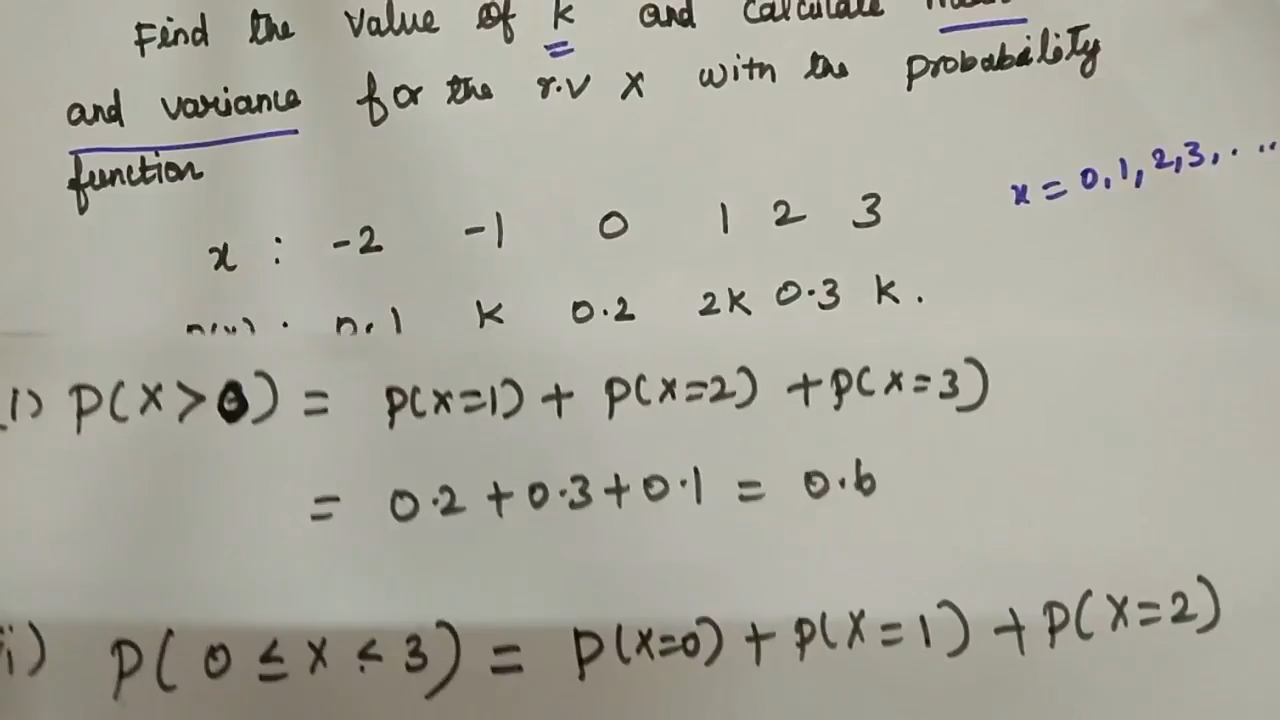 Find the value of k and calculate
and variance for the r.v X with the probability
function
x = 0, 1, 2, 3, . ..
x : -2 -1 0 1 2 3
0.1 k 0.2 2k 0.3 k.
P(X > 0) = P(X=1) + P(X=2) + P(X=3)
= 0.2 + 0.3 + 0.1 = 0.6
P( 0 ≤ X < 3) = P(X=0) + P(X=1) + P(X=2)